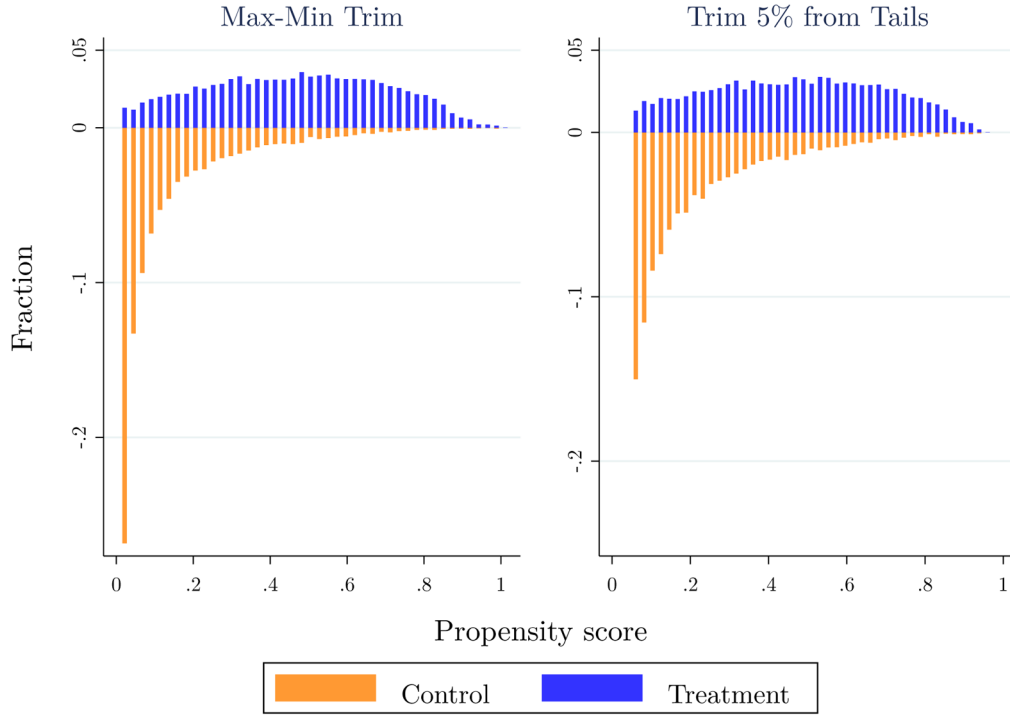 Max-Min Trim
Trim 5% from Tails
Fraction
.05
0
-.1
-.2
0 .2 .4 .6 .8 1
.05
0
-.1
-.2
0 .2 .4 .6 .8 1
Propensity score
Control Treatment